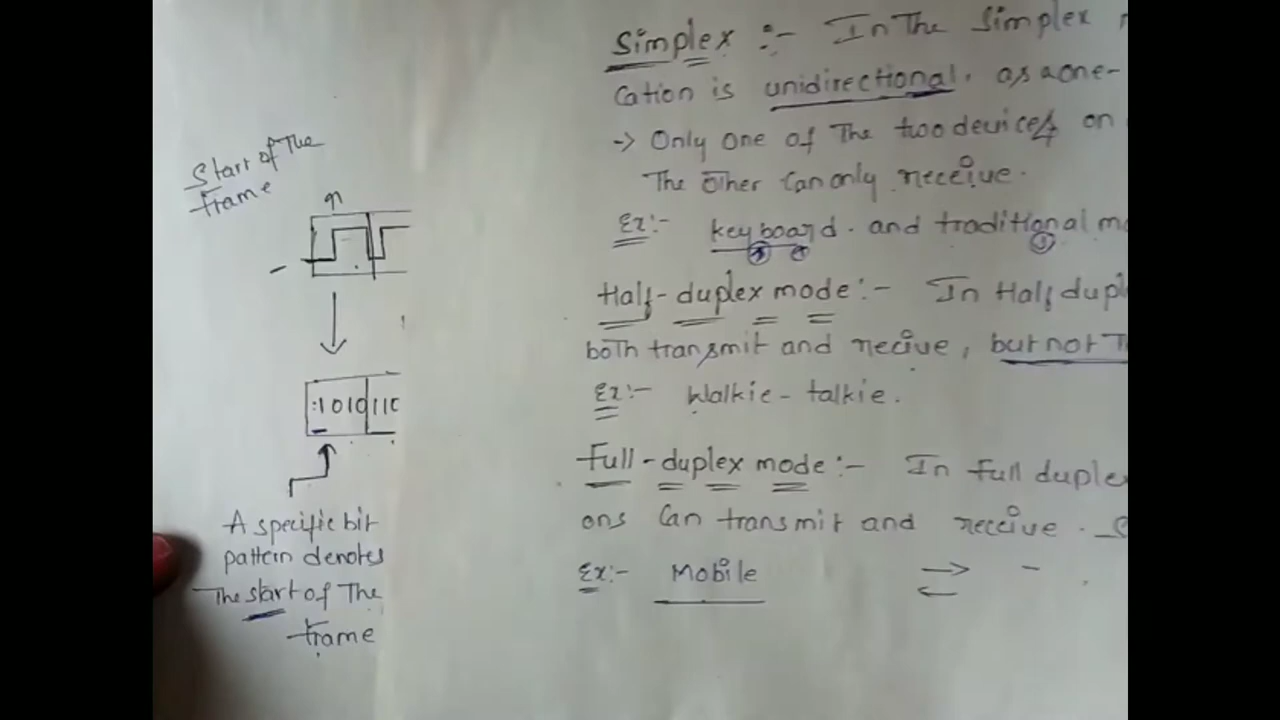 Start of The
frame
:1010110
A specific bit
pattern denotes
The start of The
frame
Simplex :- In The Simplex
cation is unidirectional. as a one-
-> Only one of The two devices on
The other can only receive.
Ex:- keyboard. and traditional mo
Half-duplex mode:- In Half dupl
both transmit and recive, but not T
Ex:- Walkie-talkie.
Full-duplex mode:- In full duplex
ons can transmit and receive. S
Ex:- Mobile